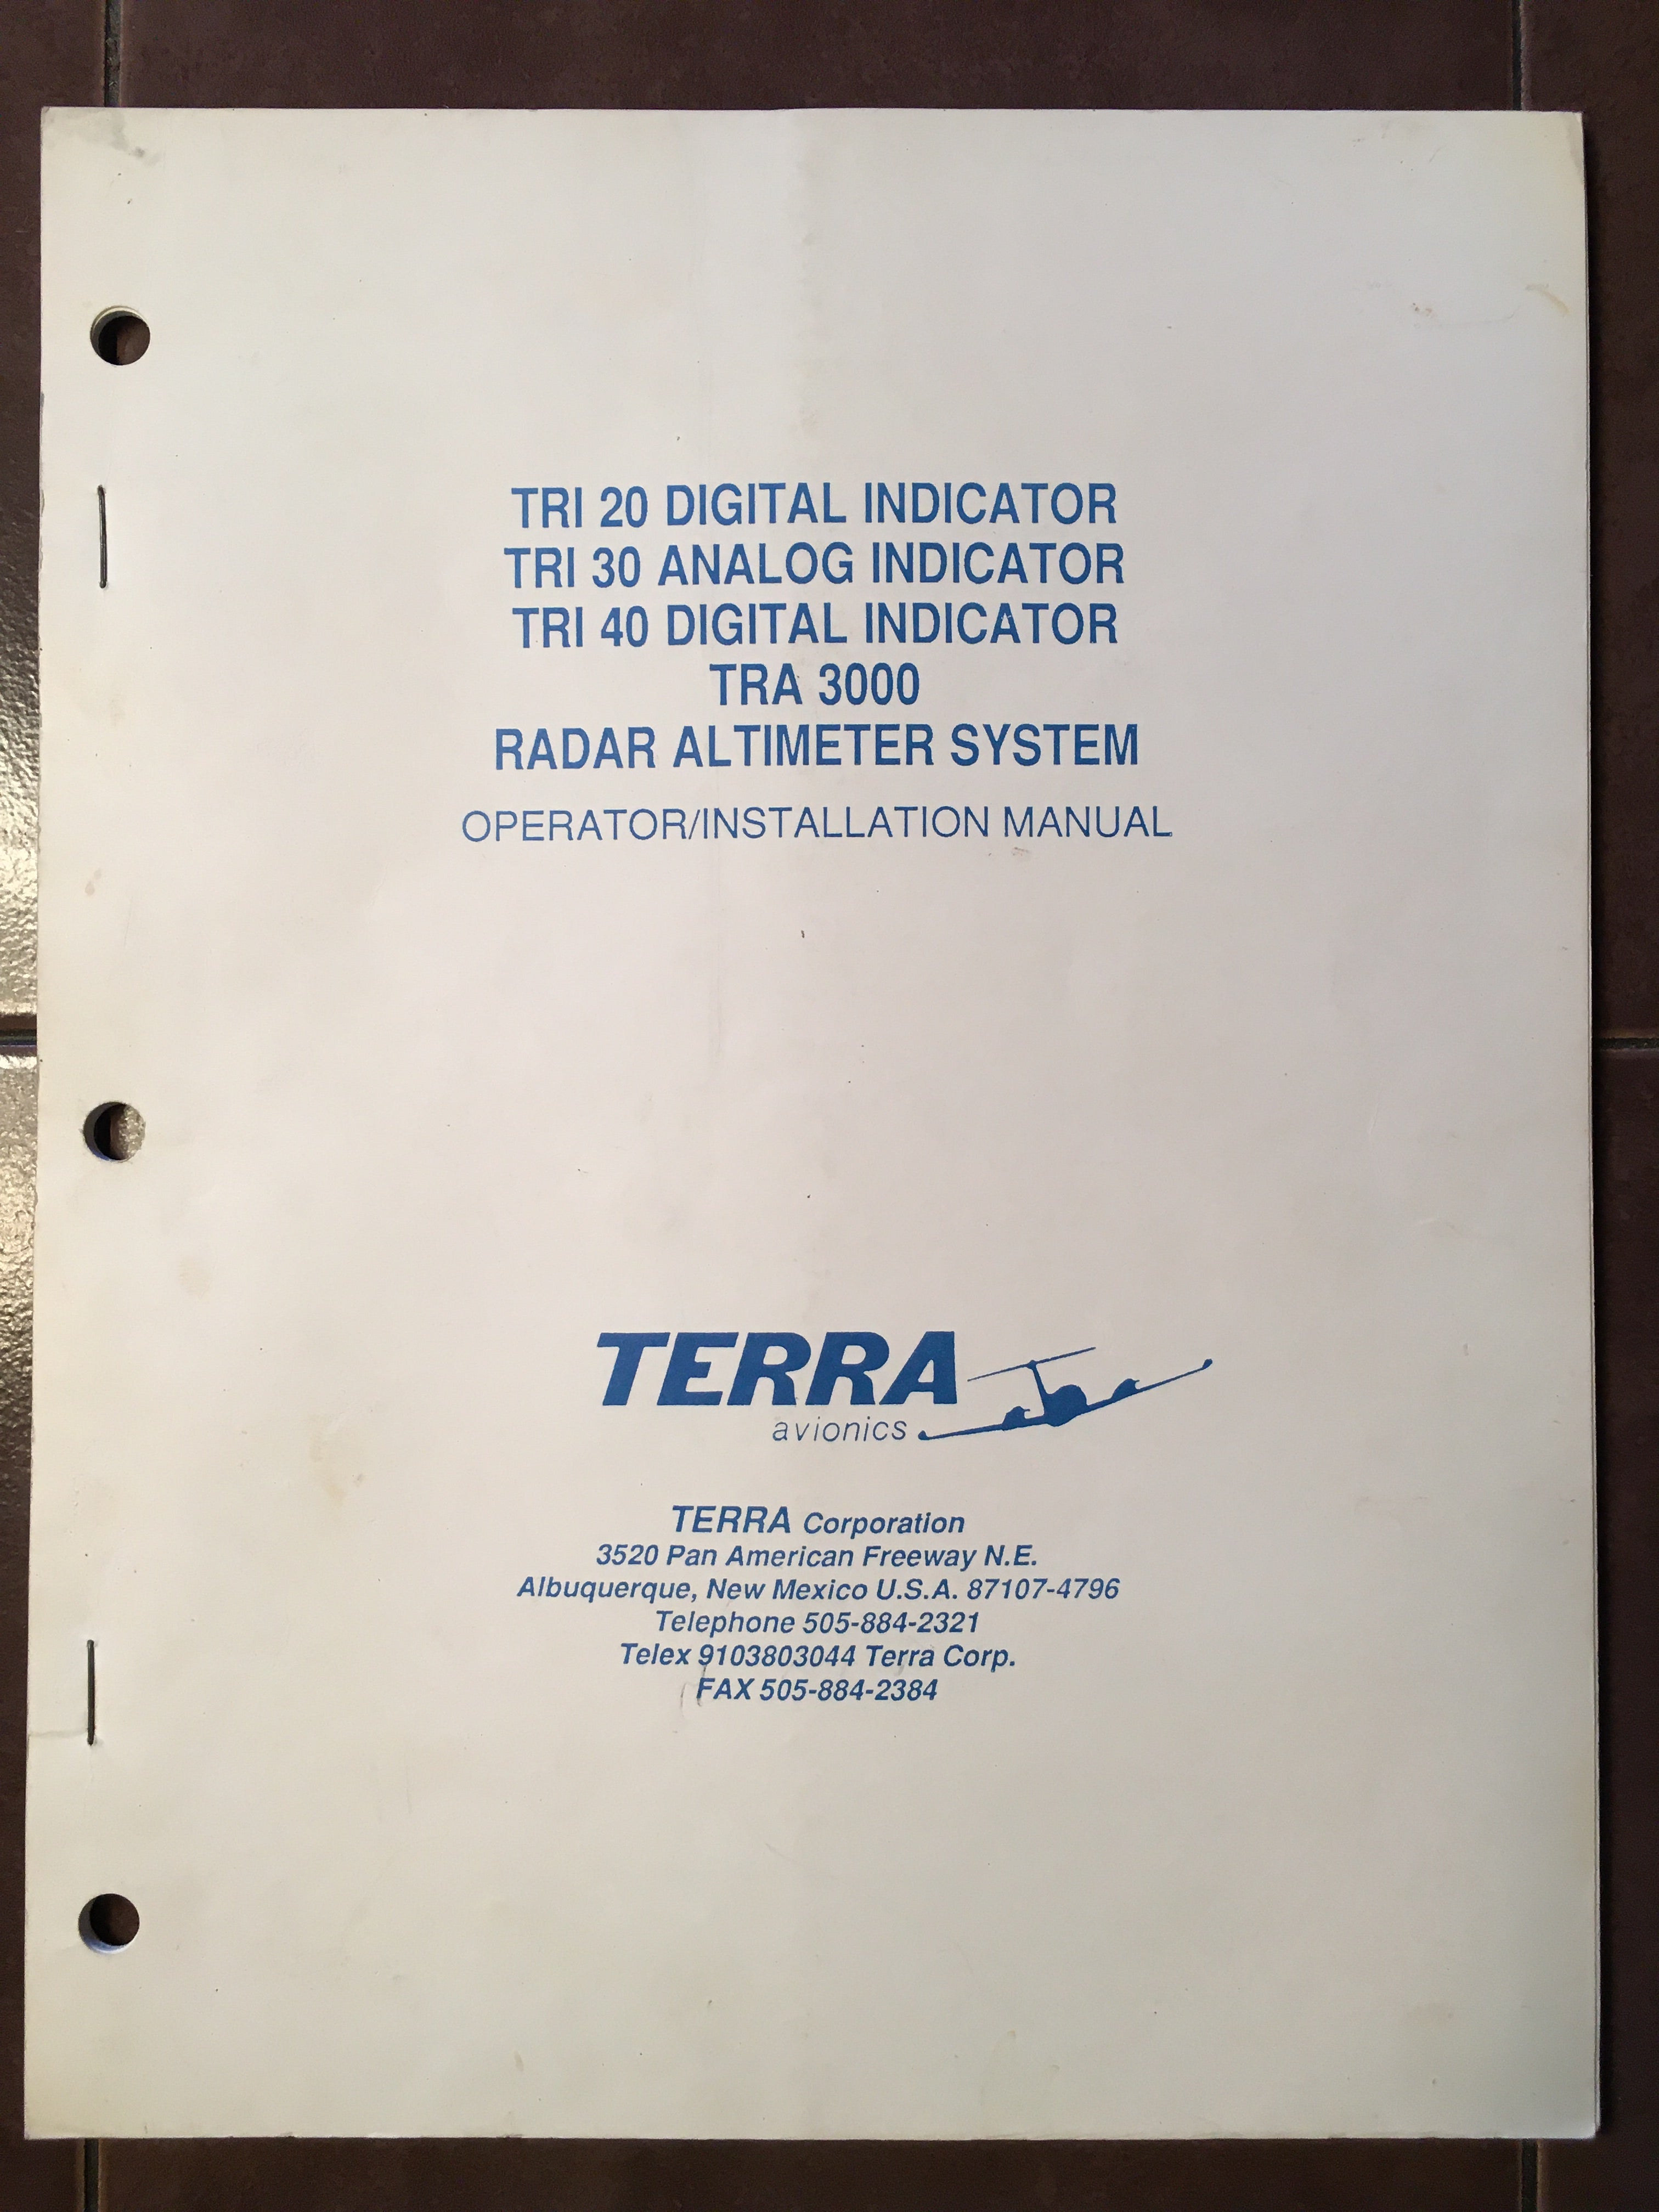 TRI 20 DIGITAL INDICATOR
TRI 30 ANALOG INDICATOR
TRI 40 DIGITAL INDICATOR
TRA 3000
RADAR ALTIMETER SYSTEM
OPERATOR/INSTALLATION MANUAL
TERRA
avionics
TERRA Corporation
3520 Pan American Freeway N.E.
Albuquerque, New Mexico U.S.A. 87107-4796
Telephone 505-884-2321
Telex 9103803044 Terra Corp.
FAX 505-884-2384